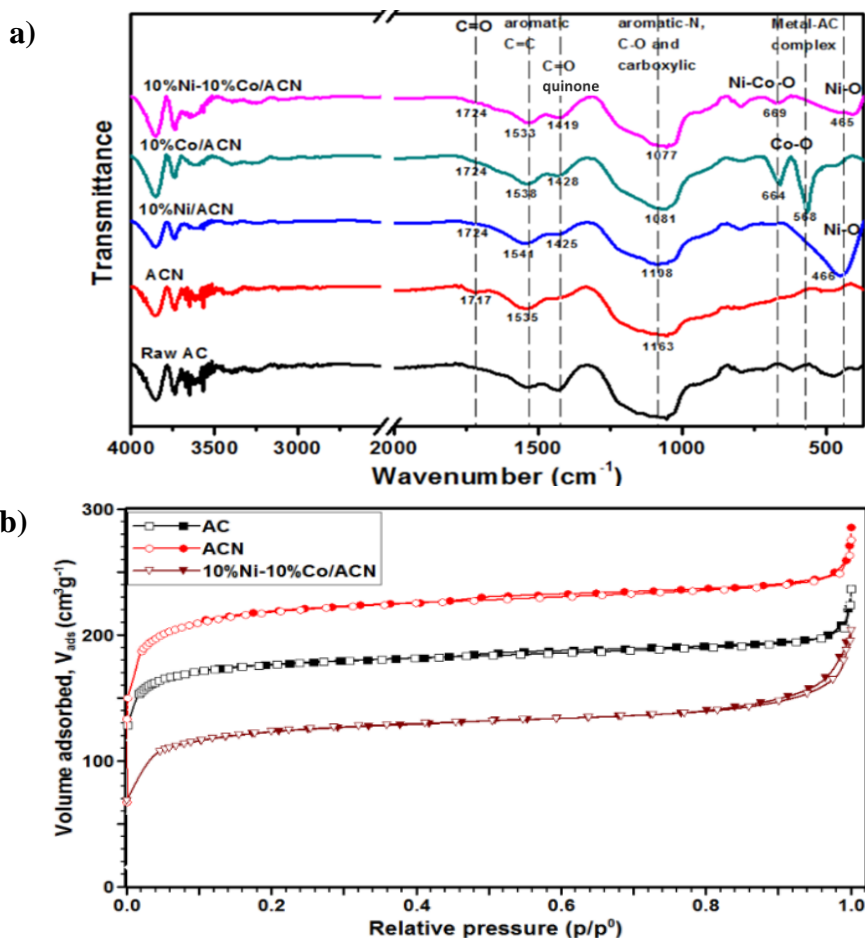 a)
C=O
aromatic
C=C
C=O
quinone
aromatic-N,
C-O and
carboxylic
Metal-AC
complex
10%Ni-10%Co/ACN
Ni-Co-O
Ni-O
1724
1533
1419
1077
669
465
10%Co/ACN
Co-O
1724
1538
1428
1081
664
568
10%Ni/ACN
Ni-O
1724
1541
1425
1108
466
ACN
1717
1535
1163
Raw AC
Transmittance
4000
3500
3000
2000
1500
1000
500
Wavenumber (cm-1)
b)
AC
ACN
10%Ni-10%Co/ACN
300
200
100
0
Volume adsorbed, Vads (cm3g-1)
0.0
0.2
0.4
0.6
0.8
1.0
Relative pressure (p/p0)